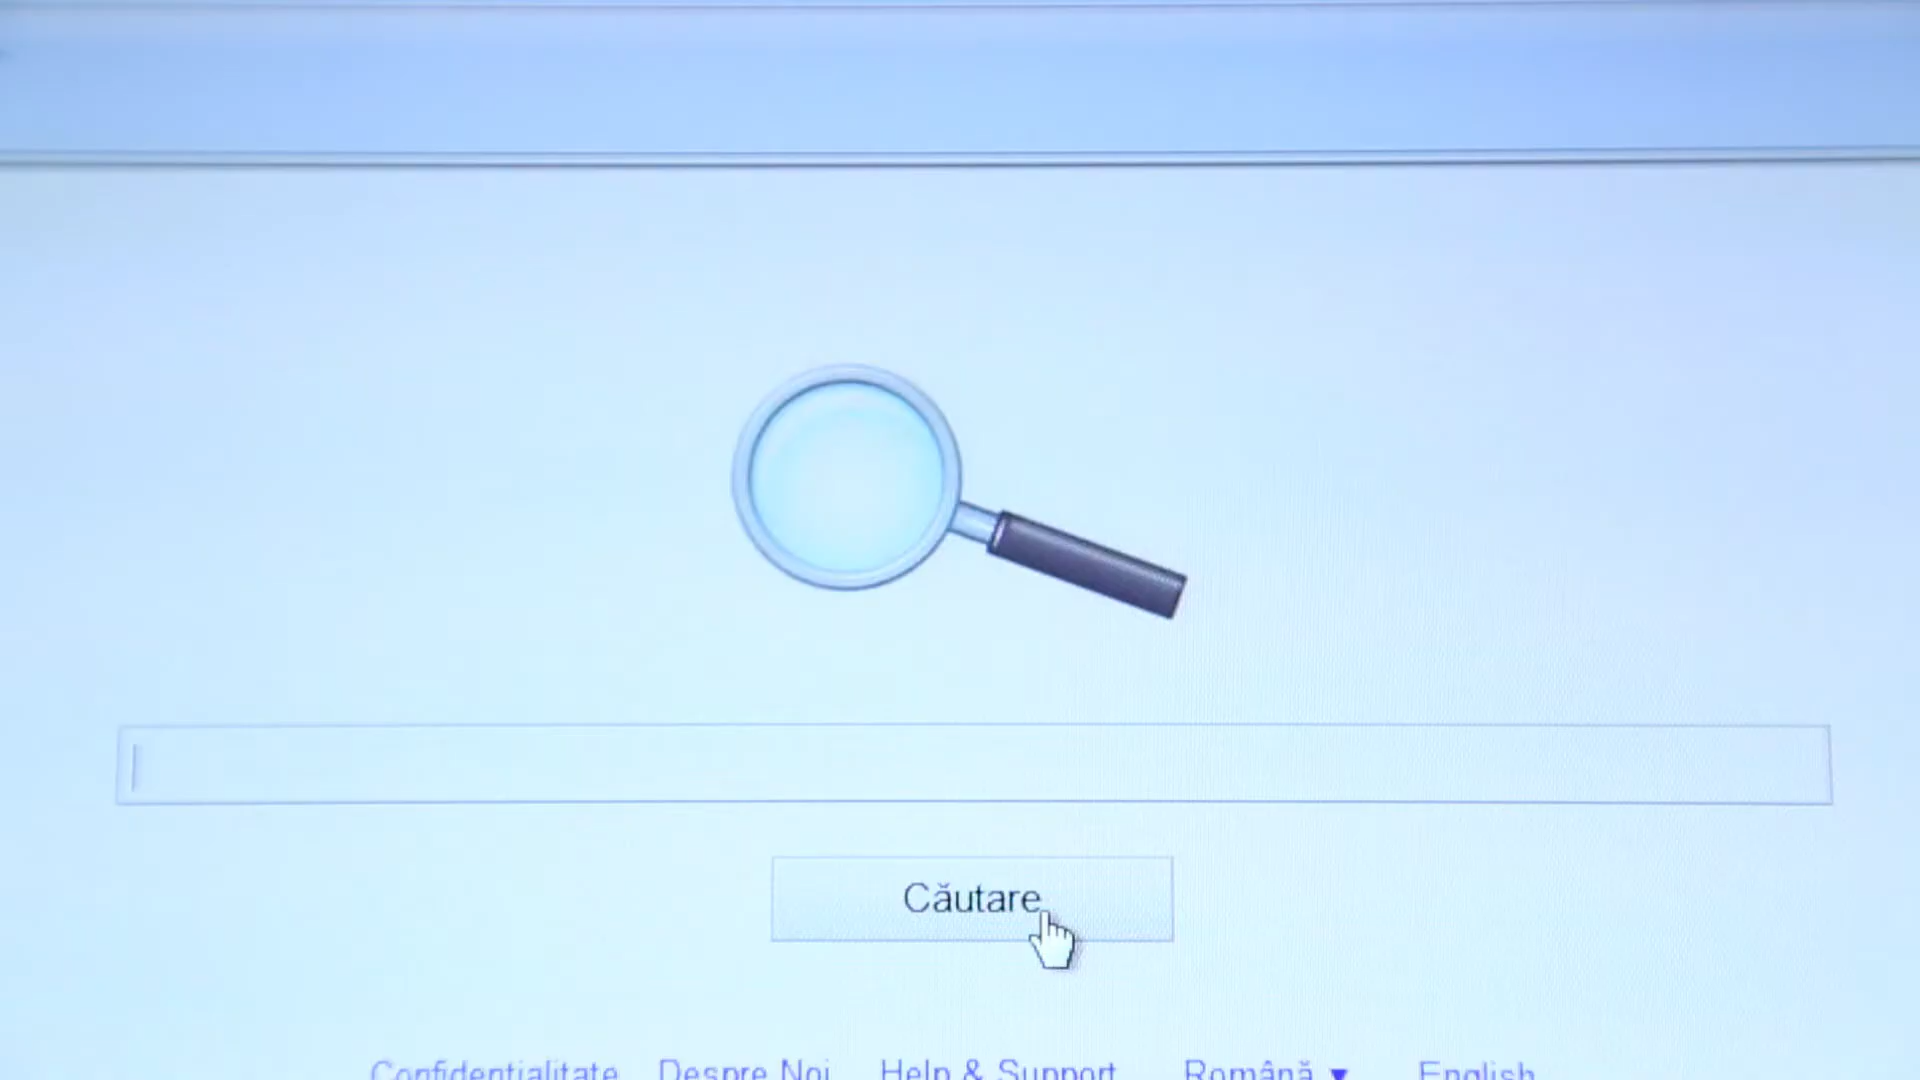 Căutare
Confidentialitate Despre Noi Help & Support Română ▼ English